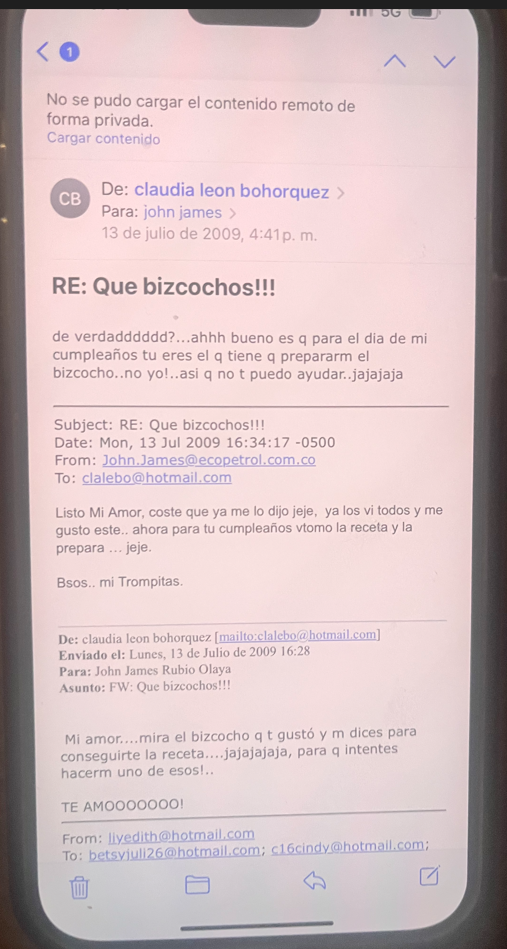 5G
1
No se pudo cargar el contenido remoto de
forma privada.
Cargar contenido
CB
De: claudia leon bohorquez
Para: john james
13 de julio de 2009, 4:41 p. m.
RE: Que bizcochos!!!
de verdadddddd?...ahhh bueno es q para el dia de mi
cumpleaños tu eres el q tiene q prepararm el
bizcocho..no yo!..asi q no t puedo ayudar..jajajaja
Subject: RE: Que bizcochos!!!
Date: Mon, 13 Jul 2009 16:34:17 -0500
From: John.James@ecopetrol.com.co
To: clalebo@hotmail.com
Listo Mi Amor, coste que ya me lo dijo jeje,  ya los vi todos y me
gusto este.. ahora para tu cumpleaños vtomo la receta y la
prepara ... jeje.
Bsos.. mi Trompitas.
De: claudia leon bohorquez [mailto:clalebo@hotmail.com]
Enviado el: Lunes, 13 de Julio de 2009 16:28
Para: John James Rubio Olaya
Asunto: FW: Que bizcochos!!!
Mi amor....mira el bizcocho q t gustó y m dices para
conseguirte la receta....jajajajaja, para q intentes
hacerm uno de esos!..
TE AMOOOOOOO!
From: liyedith@hotmail.com
To: betsyjuli26@hotmail.com; c16cindy@hotmail.com;